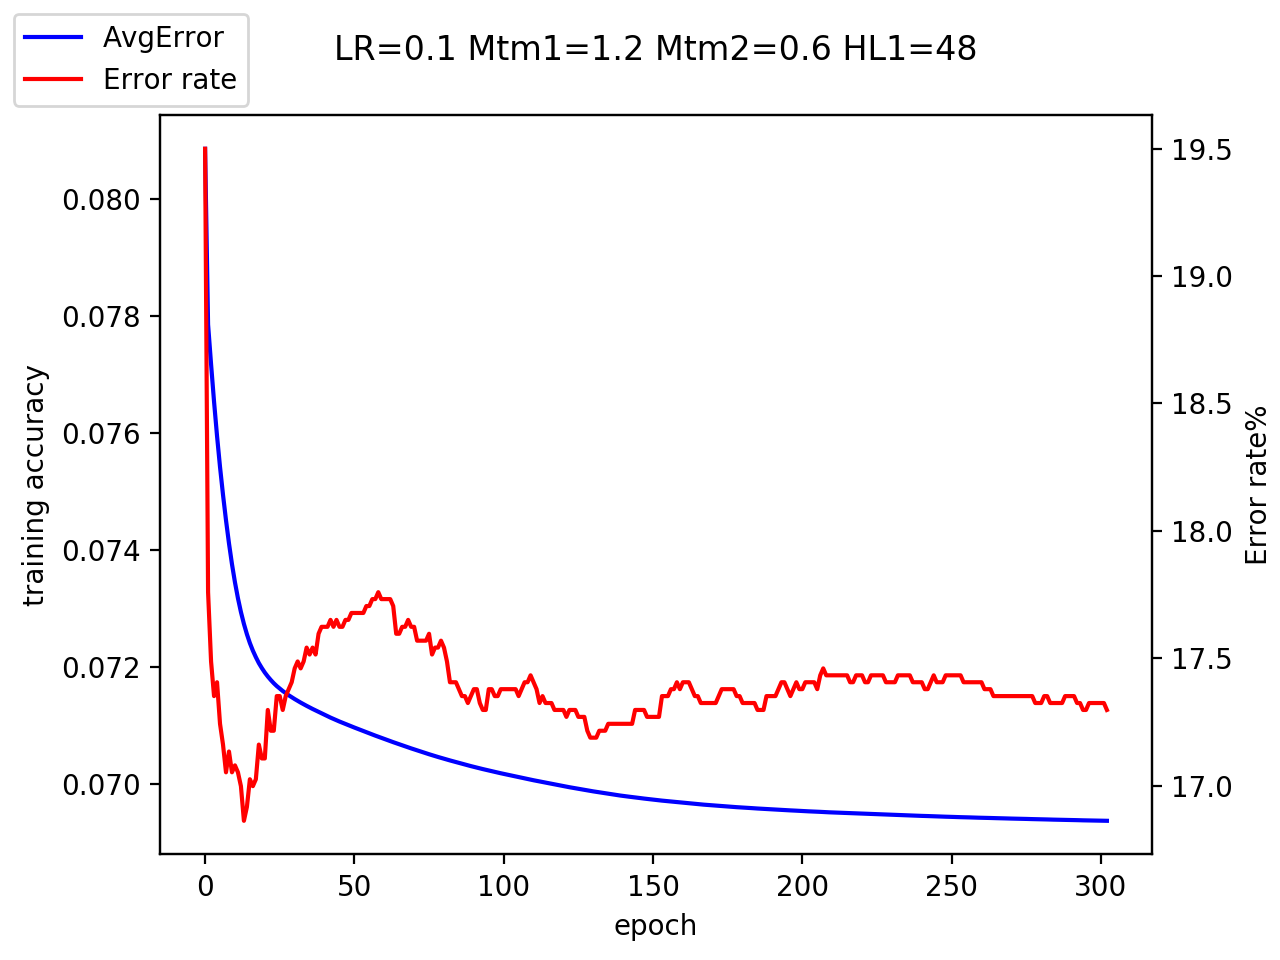 AvgError
Error rate
LR=0.1 Mtm1=1.2 Mtm2=0.6 HL1=48
training accuracy
0.080
0.078
0.076
0.074
0.072
0.070
19.5
19.0
18.5
18.0
17.5
17.0
Error rate%
0 50 100 150 200 250 300
epoch